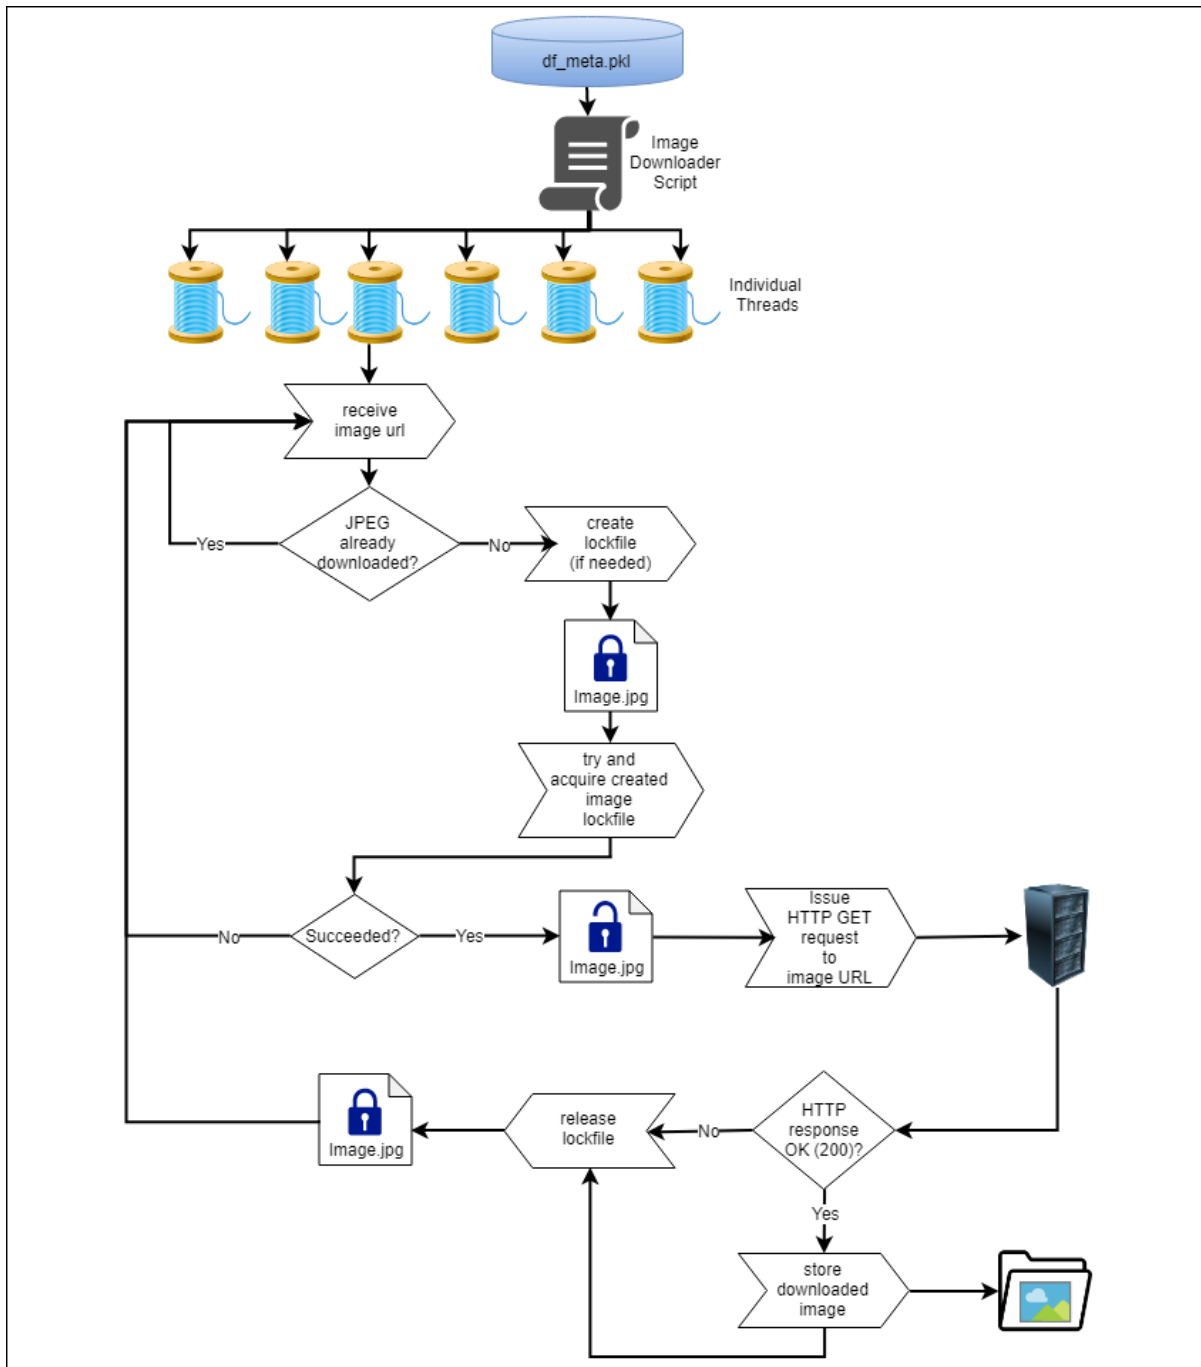 df_meta.pkl
Image
Downloader
Script
Individual
Threads
receive
image url
JPEG
already
downloaded?
Yes
No
create
lockfile
(if needed)
Image.jpg
try and
acquire created
image
lockfile
Succeeded?
No
Yes
Image.jpg
Issue
HTTP GET
request
to
image URL
HTTP
response
OK (200)?
No
release
lockfile
Image.jpg
Yes
store
downloaded
image